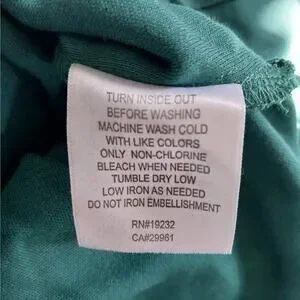 TURN INSIDE OUT
BEFORE WASHING
MACHINE WASH COLD
WITH LIKE COLORS
ONLY NON-CHLORINE
BLEACH WHEN NEEDED
TUMBLE DRY LOW
LOW IRON AS NEEDED
DO NOT IRON EMBELLISHMENT
RN#19232
CA#29961